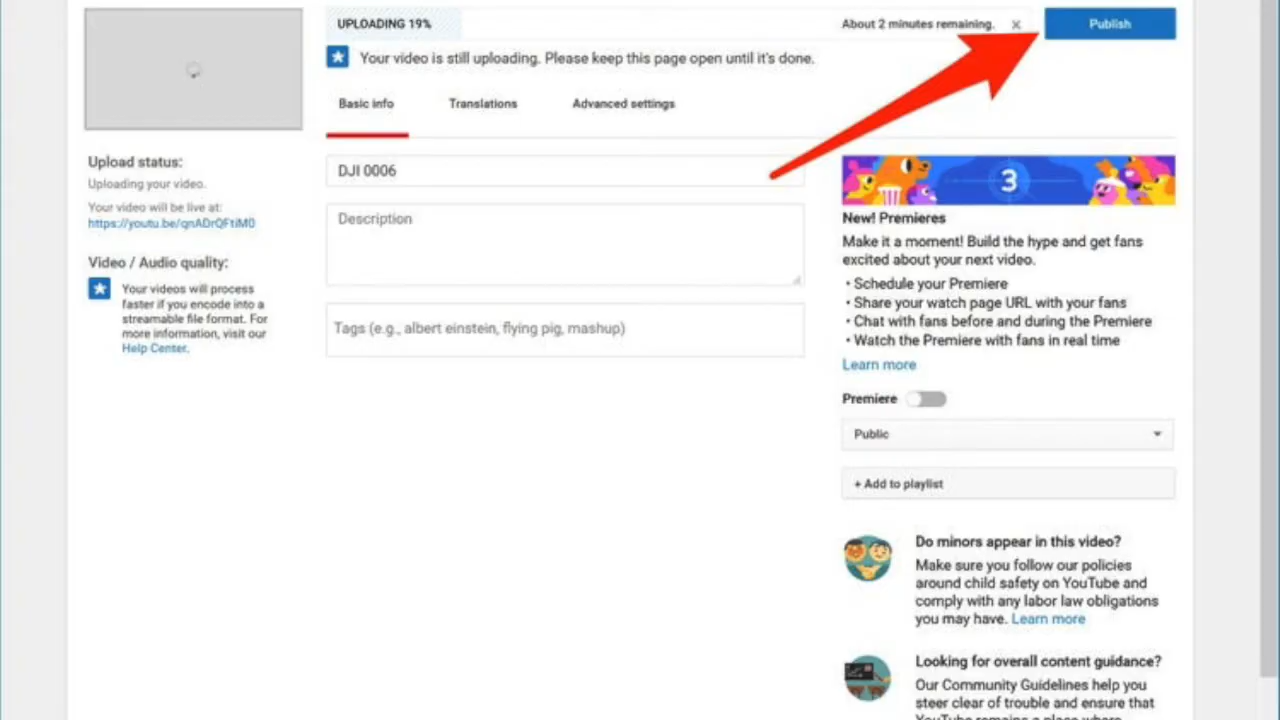 UPLOADING 19%
About 2 minutes remaining.
×
Publish
Your video is still uploading. Please keep this page open until it's done.
Basic info
Translations
Advanced settings
Upload status:
Uploading your video.
Your video will be live at:
https://youtu.be/qnADrQFtiM0
Video / Audio quality:
Your videos will process
faster if you encode into a
streamable file format. For
more information, visit our
Help Center.
DJI 0006
Description
Tags (e.g., albert einstein, flying pig, mashup)
3
New! Premieres
Make it a moment! Build the hype and get fans
excited about your next video.
• Schedule your Premiere
• Share your watch page URL with your fans
• Chat with fans before and during the Premiere
• Watch the Premiere with fans in real time
Learn more
Premiere
Public
+ Add to playlist
Do minors appear in this video?
Make sure you follow our policies
around child safety on YouTube and
comply with any labor law obligations
you may have. Learn more
Looking for overall content guidance?
Our Community Guidelines help you
steer clear of trouble and ensure that
YouTube remains a place where